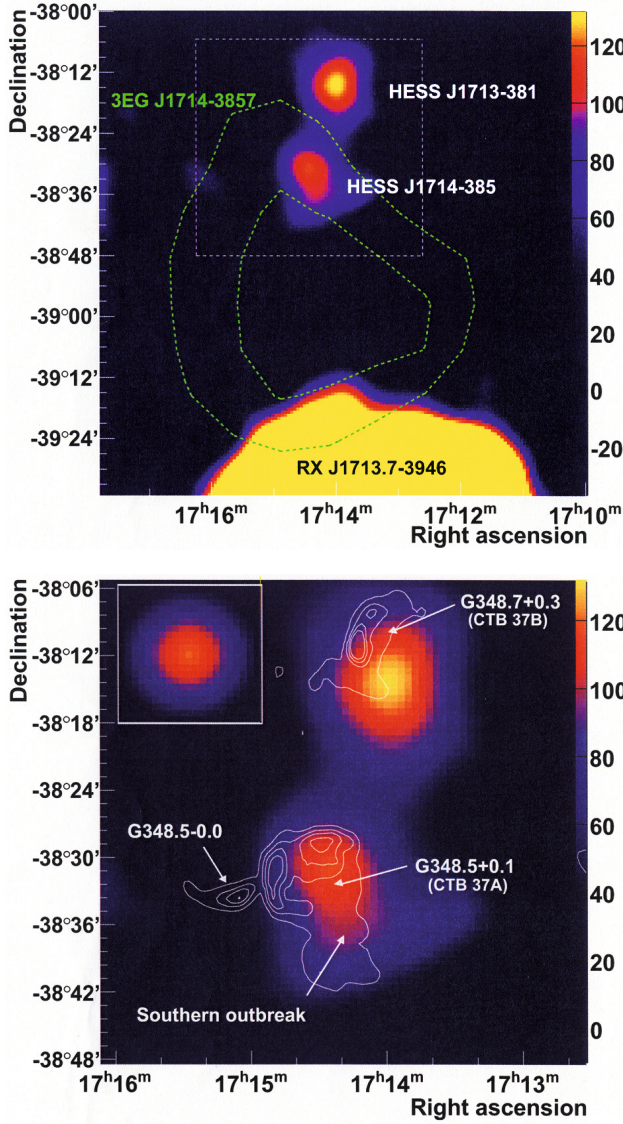 -38°00’
Declination
120
-38°12’
HESS J1713-381
3EG J1714-3857
100
-38°24’
80
-38°36’
HESS J1714-385
60
-38°48’
40
-39°00’
20
-39°12’
0
-39°24’
-20
RX J1713.7-3946
17ʰ16ᵐ 17ʰ14ᵐ 17ʰ12ᵐ 17ʰ10ᵐ
Right ascension
-38°06’
Declination
G348.7+0.3
(CTB 37B)
120
-38°12’
100
-38°18’
80
-38°24’
60
G348.5-0.0
-38°30’
G348.5+0.1
(CTB 37A)
40
-38°36’
20
-38°42’
Southern outbreak
0
-38°48’
17ʰ16ᵐ 17ʰ15ᵐ 17ʰ14ᵐ 17ʰ13ᵐ
Right ascension